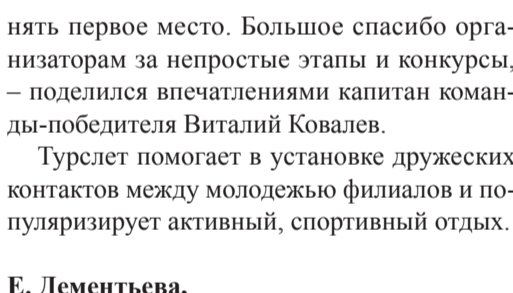 нять первое место. Большое спасибо орга-
низаторам за непростые этапы и конкурсы,
– поделился впечатлениями капитан коман-
ды-победителя Виталий Ковалев.
Турслет помогает в установке дружеских
контактов между молодежью филиалов и по-
пуляризирует активный, спортивный отдых.
Е. Дементьева.